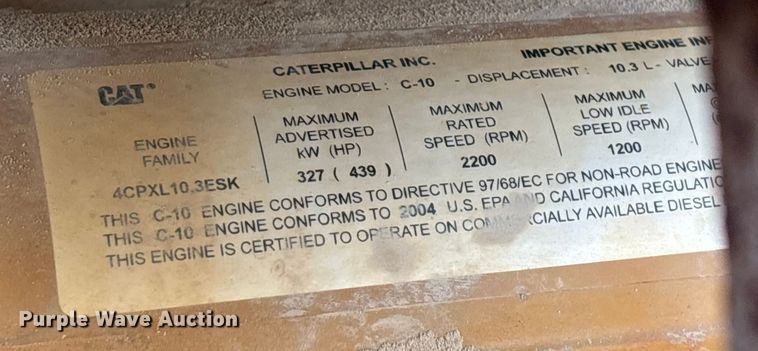 CAT
CATERPILLAR INC. IMPORTANT ENGINE
ENGINE MODEL: C-10 - DISPLACEMENT: 10.3 L - VALVE
ENGINE FAMILY
4CPXL10.3ESK
MAXIMUM ADVERTISED kW (HP)
327 ( 439 )
MAXIMUM RATED SPEED (RPM)
2200
MAXIMUM LOW IDLE SPEED (RPM)
1200
THIS C-10 ENGINE CONFORMS TO DIRECTIVE 97/68/EC FOR NON-ROAD ENGINE
THIS C-10 ENGINE CONFORMS TO 2004 U.S. EPA AND CALIFORNIA
THIS ENGINE IS CERTIFIED TO OPERATE ON COMMERCIALLY AVAILABLE DIESEL
Purple Wave Auction